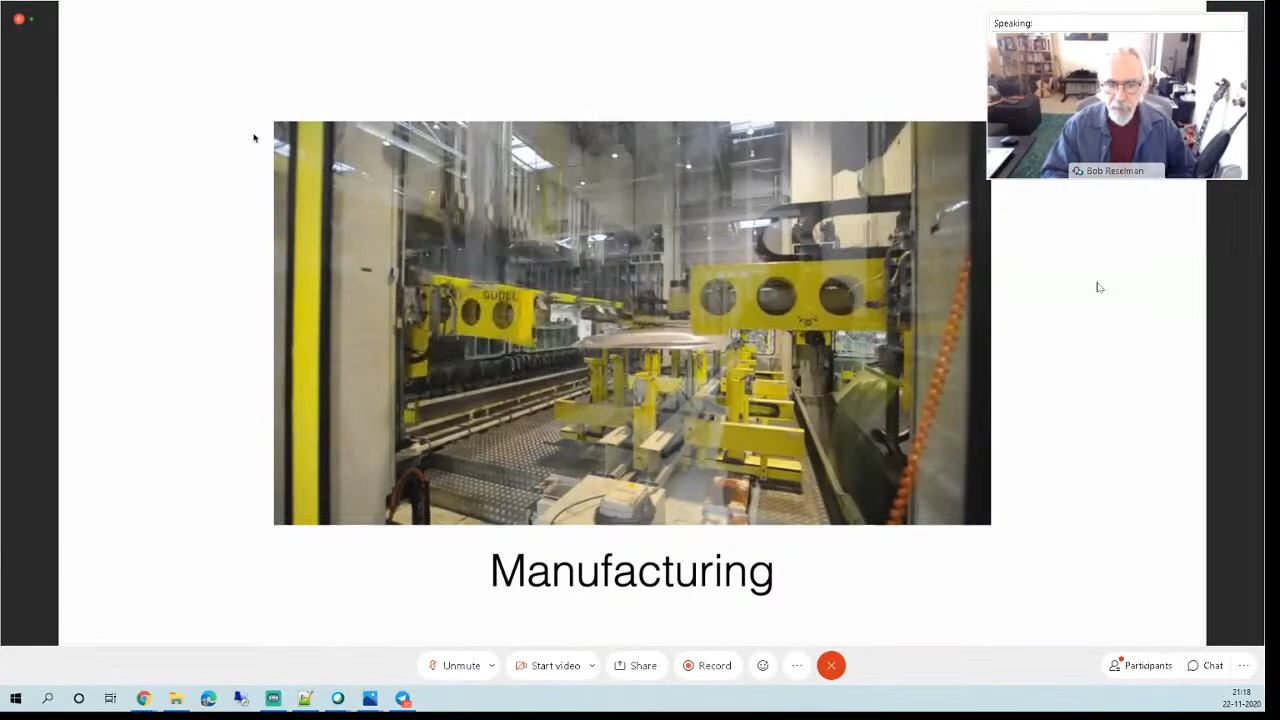 Speaking:
Bob Reselman
GÜDEL
Manufacturing
Unmute
Start video
Share
Record
Participants
Chat
21:18
22-11-2020